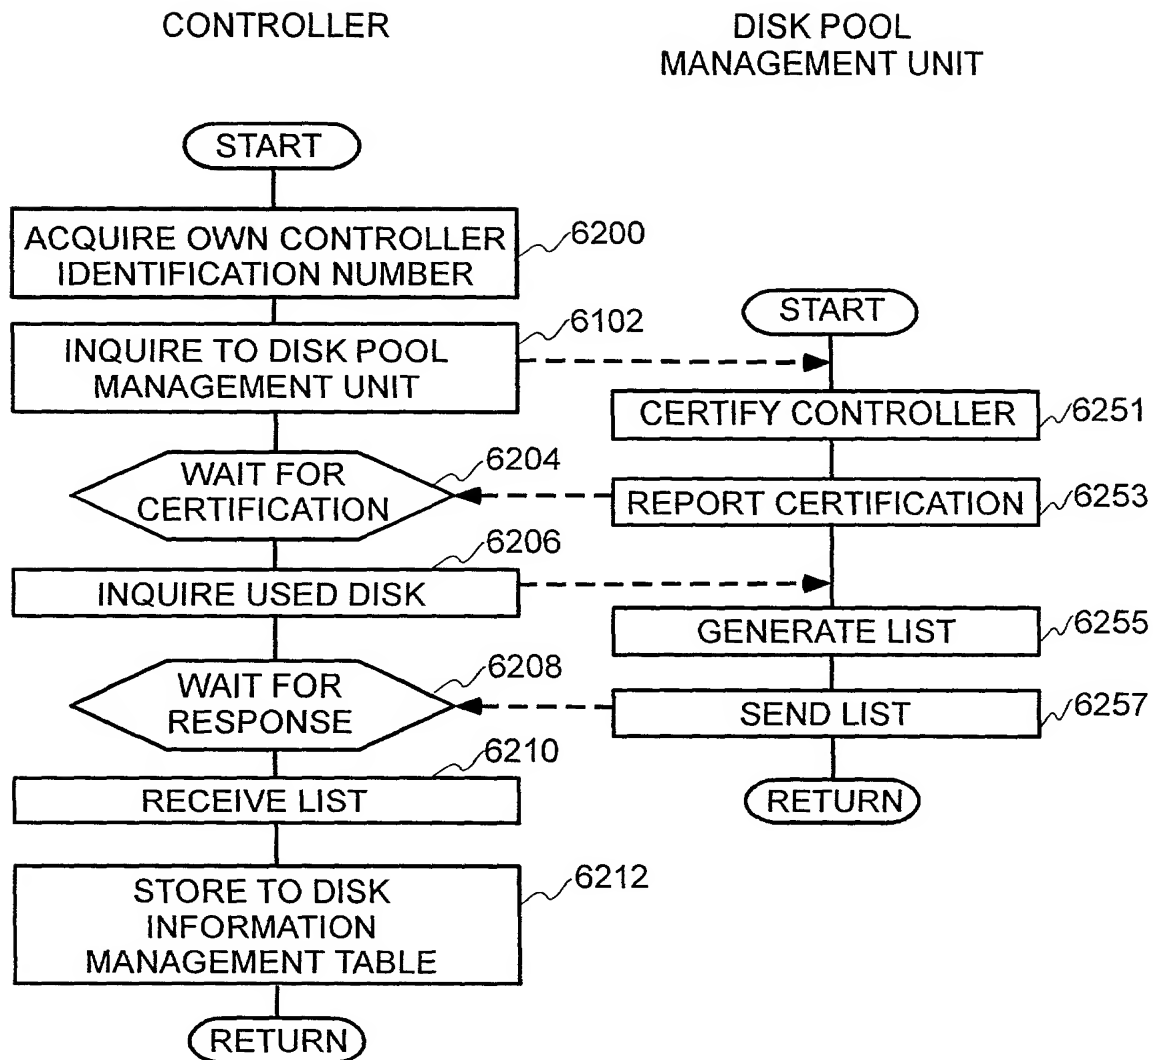 CONTROLLER
DISK POOL
MANAGEMENT UNIT
START
ACQUIRE OWN CONTROLLER
IDENTIFICATION NUMBER
6200
INQUIRE TO DISK POOL
MANAGEMENT UNIT
6102
START
CERTIFY CONTROLLER
6251
WAIT FOR
CERTIFICATION
6204
REPORT CERTIFICATION
6253
INQUIRE USED DISK
6206
GENERATE LIST
6255
WAIT FOR
RESPONSE
6208
SEND LIST
6257
RECEIVE LIST
6210
RETURN
STORE TO DISK
INFORMATION
MANAGEMENT TABLE
6212
RETURN